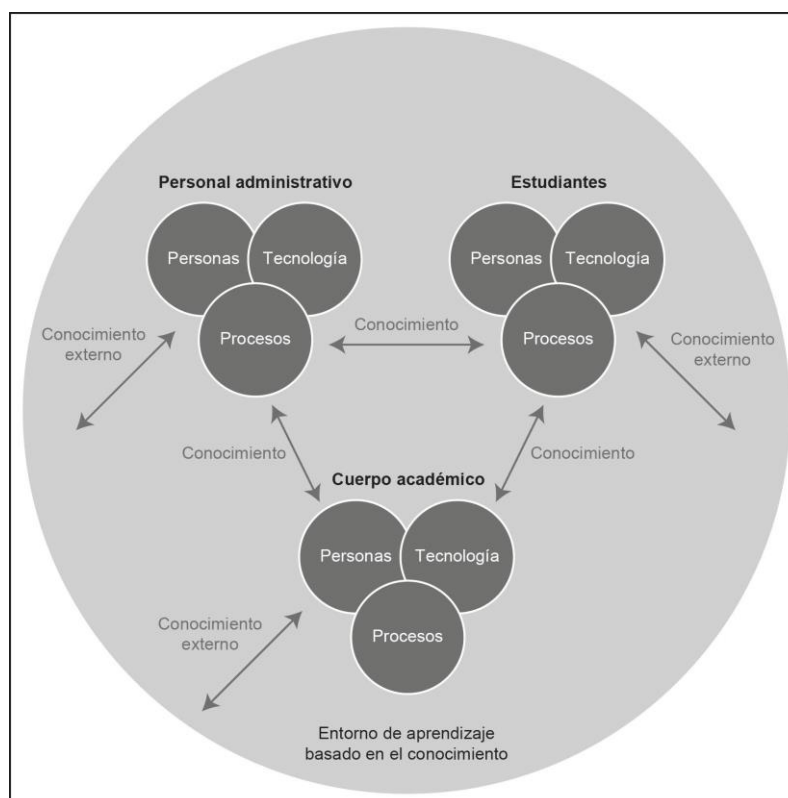 Personal administrativo
Estudiantes
Personas
Tecnología
Personas
Tecnología
Procesos
Conocimiento
Procesos
Conocimiento
externo
Conocimiento
externo
Conocimiento
Conocimiento
Cuerpo académico
Personas
Tecnología
Procesos
Conocimiento
externo
Entorno de aprendizaje
basado en el conocimiento